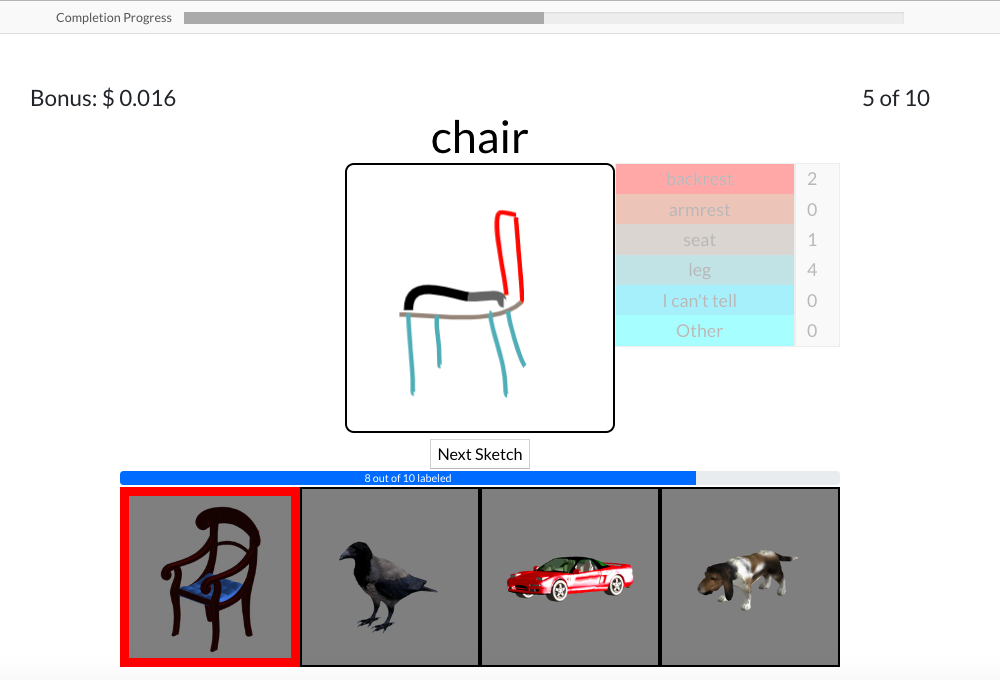 Completion Progress
Bonus: $ 0.016
5 of 10
chair
backrest 2
armrest 0
seat 1
leg 4
I can't tell 0
Other 0
Next Sketch
8 out of 10 labeled